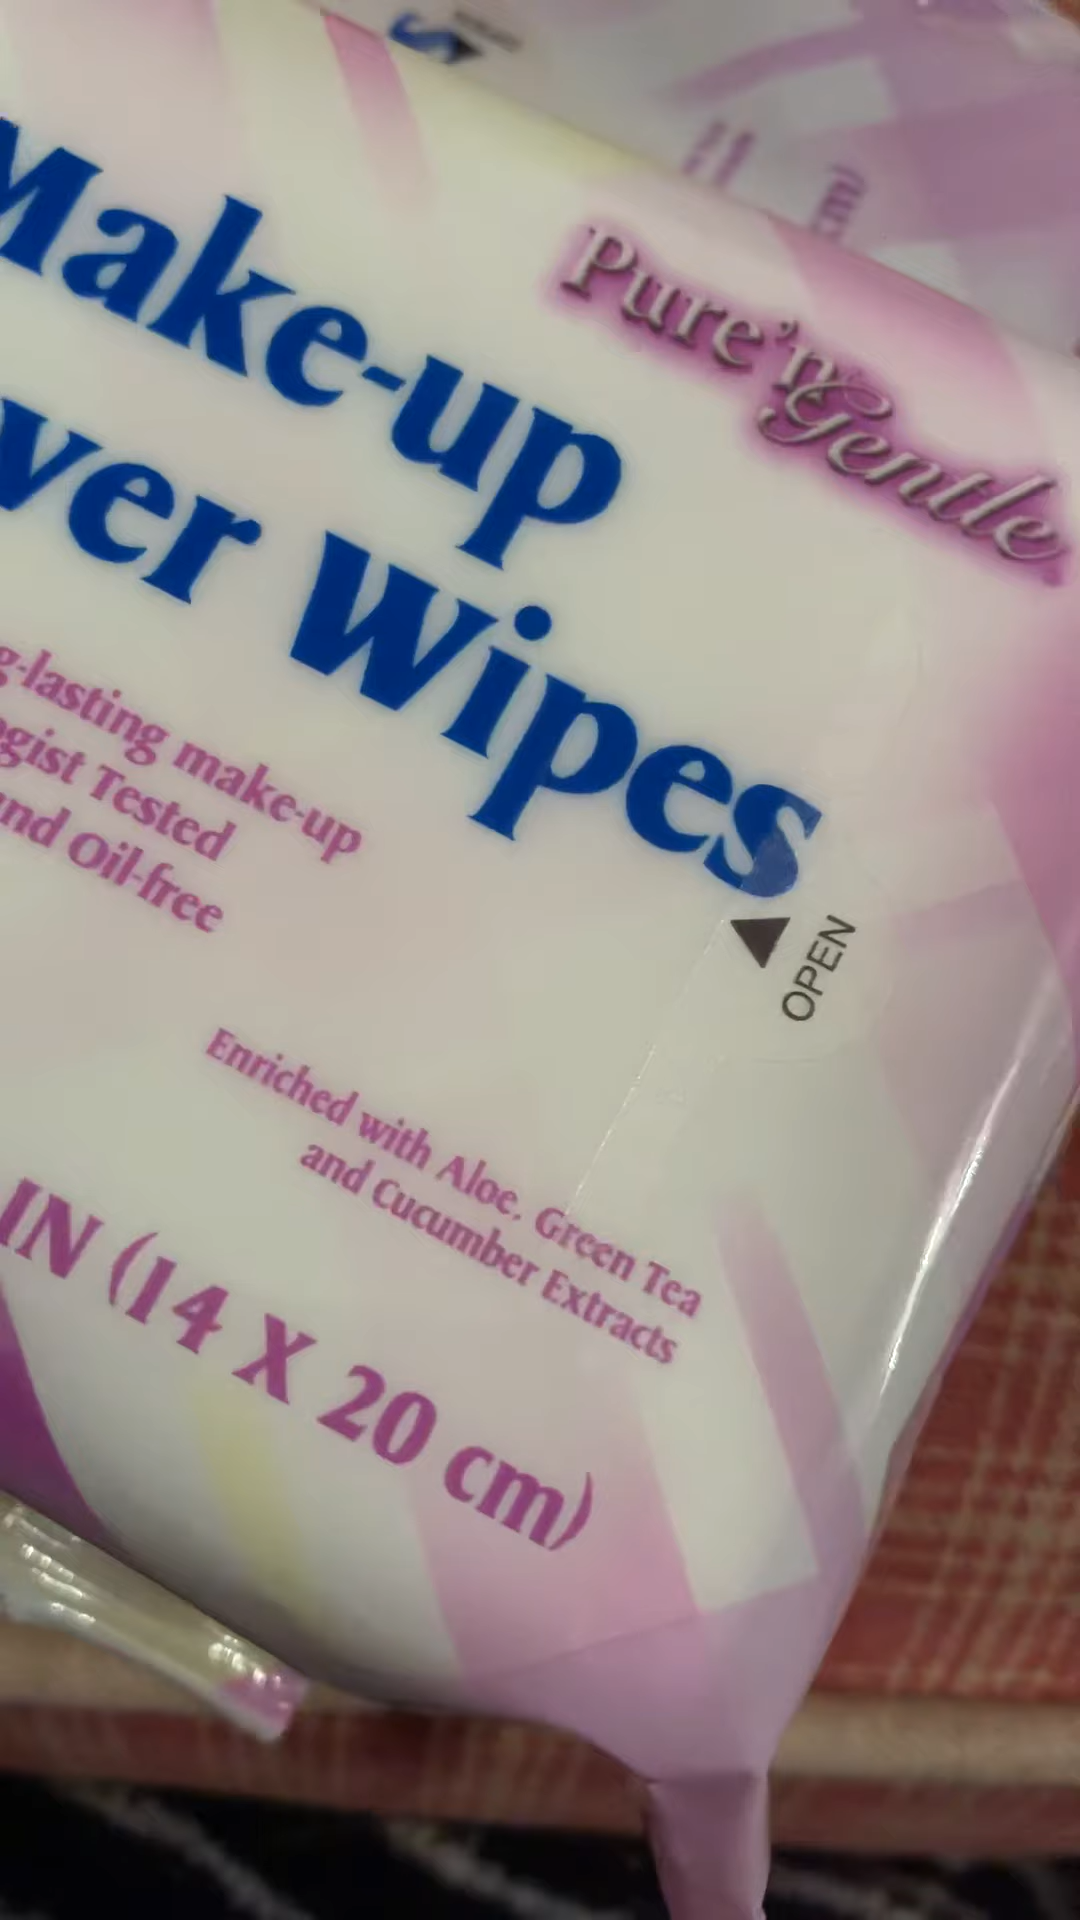 Make-up
ver Wipes
Pure'n
Gentle
g-lasting make-up
gist Tested
and Oil-free
OPEN
Enriched with Aloe, Green Tea
and Cucumber Extracts
IN (14 X 20 cm)